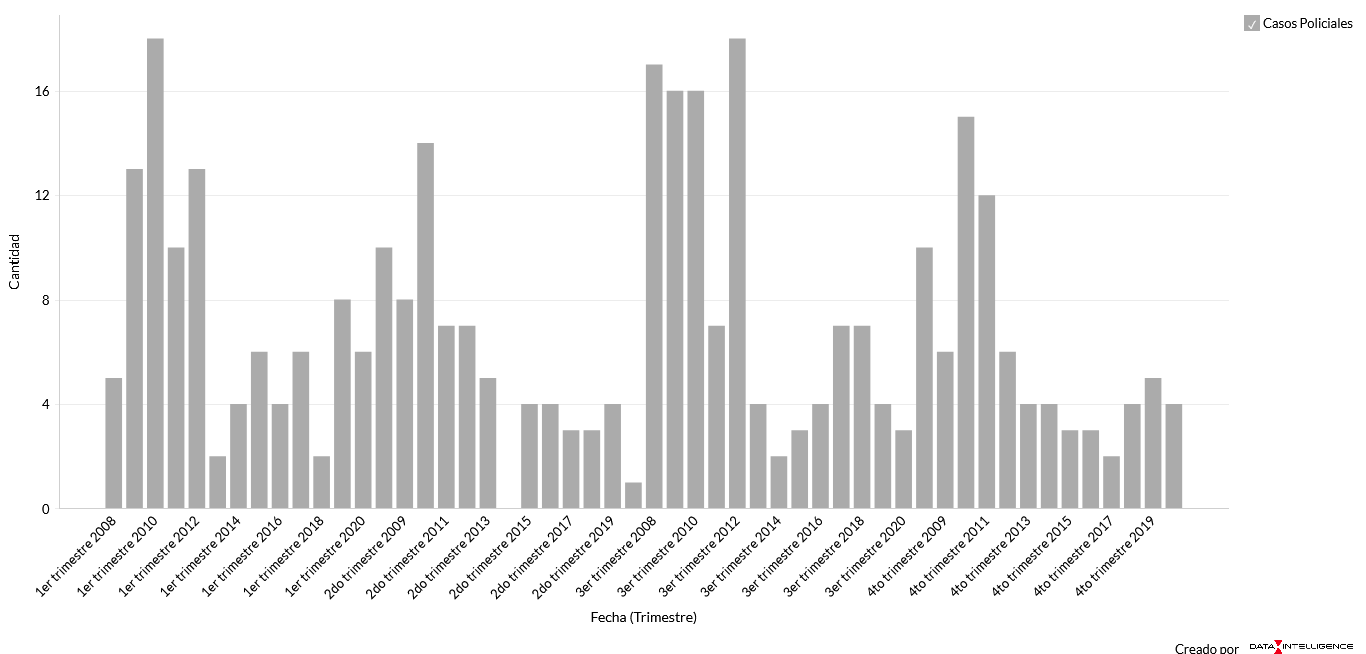 Casos Policiales
16
12
8
4
0
Cantidad
1er trimestre 2008
1er trimestre 2010
1er trimestre 2012
1er trimestre 2014
1er trimestre 2016
1er trimestre 2018
1er trimestre 2020
2do trimestre 2009
2do trimestre 2011
2do trimestre 2013
2do trimestre 2015
2do trimestre 2017
2do trimestre 2019
3er trimestre 2008
3er trimestre 2010
3er trimestre 2012
3er trimestre 2014
3er trimestre 2016
3er trimestre 2018
3er trimestre 2020
4to trimestre 2009
4to trimestre 2011
4to trimestre 2013
4to trimestre 2015
4to trimestre 2017
4to trimestre 2019
Fecha (Trimestre)
Creado por DATA INTELLIGENCE